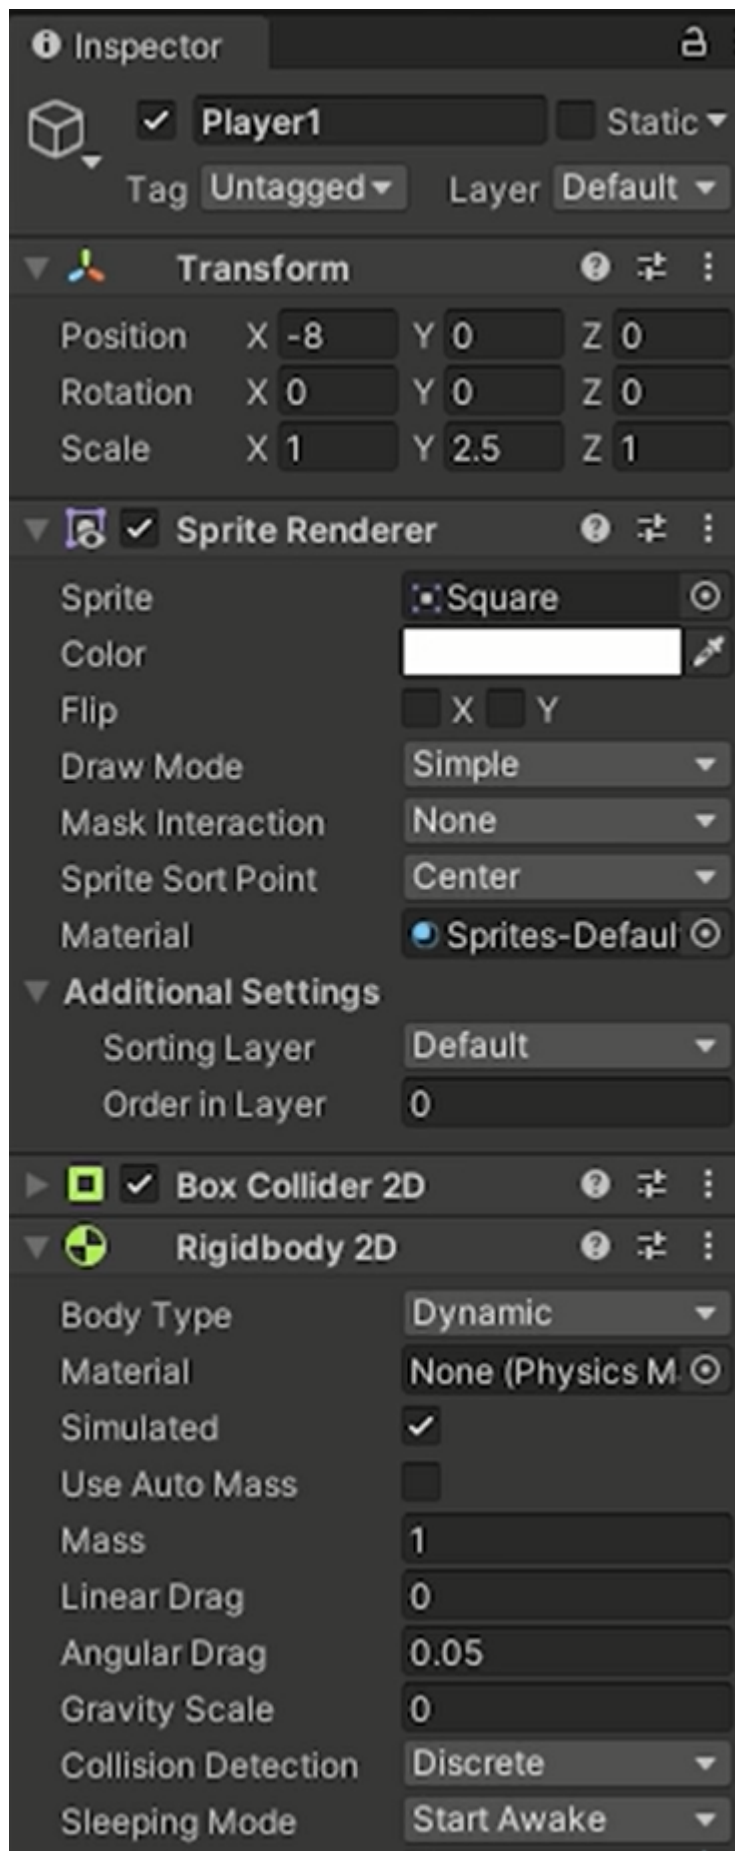 Inspector
Player1 Static
Tag Untagged Layer Default
Transform
Position X -8 Y 0 Z 0
Rotation X 0 Y 0 Z 0
Scale X 1 Y 2.5 Z 1
Sprite Renderer
Sprite Square
Color
Flip X Y
Draw Mode Simple
Mask Interaction None
Sprite Sort Point Center
Material Sprites-Defaul
Additional Settings
Sorting Layer Default
Order in Layer 0
Box Collider 2D
Rigidbody 2D
Body Type Dynamic
Material None (Physics M
Simulated
Use Auto Mass
Mass 1
Linear Drag 0
Angular Drag 0.05
Gravity Scale 0
Collision Detection Discrete
Sleeping Mode Start Awake